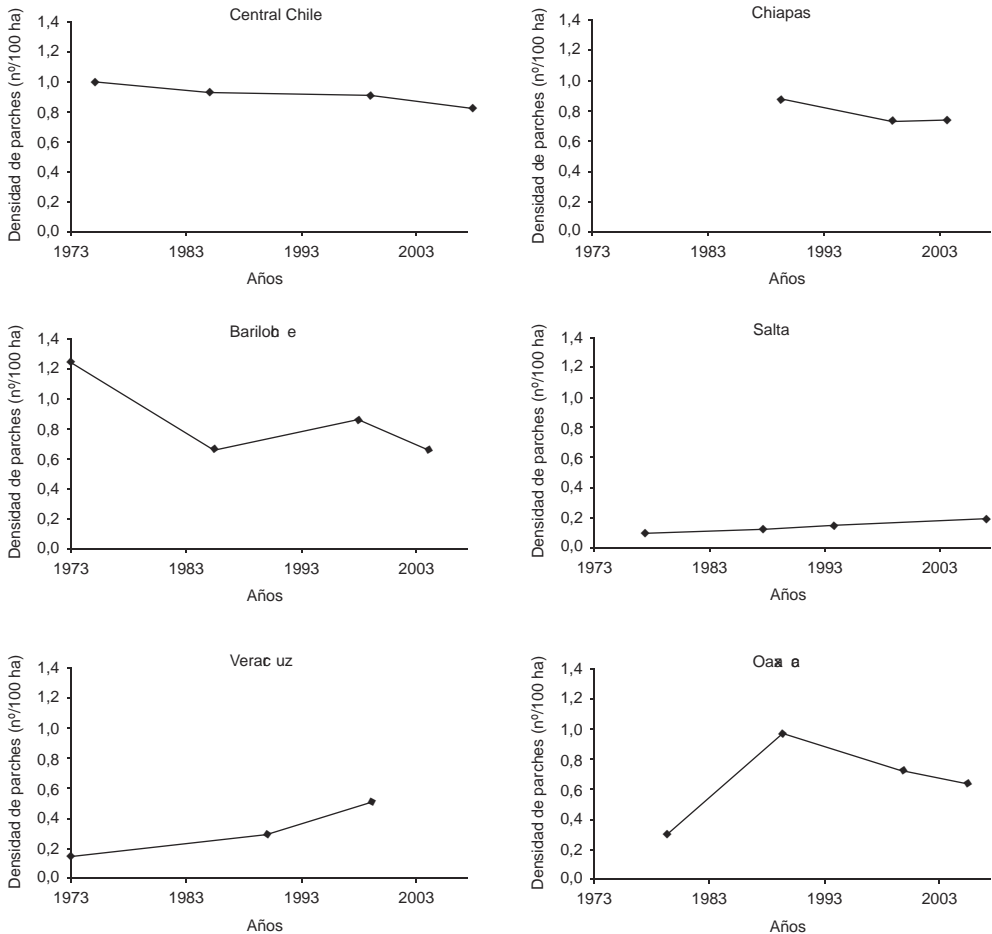 Central Chile
Densidad de parches (nº/100 ha)
1,4
1,2
1,0
0,8
0,6
0,4
0,2
0,0
1973 1983 1993 2003
Años
Chiapas
Densidad de parches (nº/100 ha)
1,4
1,2
1,0
0,8
0,6
0,4
0,2
0,0
1973 1983 1993 2003
Años
Bariloche
Densidad de parches (nº/100 ha)
1,4
1,2
1,0
0,8
0,6
0,4
0,2
0,0
1973 1983 1993 2003
Años
Salta
Densidad de parches (nº/100 ha)
1,4
1,2
1,0
0,8
0,6
0,4
0,2
0,0
1973 1983 1993 2003
Años
Veracruz
Densidad de parches (nº/100 ha)
1,4
1,2
1,0
0,8
0,6
0,4
0,2
0,0
1973 1983 1993 2003
Años
Oaxaca
Densidad de parches (nº/100 ha)
1,4
1,2
1,0
0,8
0,6
0,4
0,2
0,0
1973 1983 1993 2003
Años